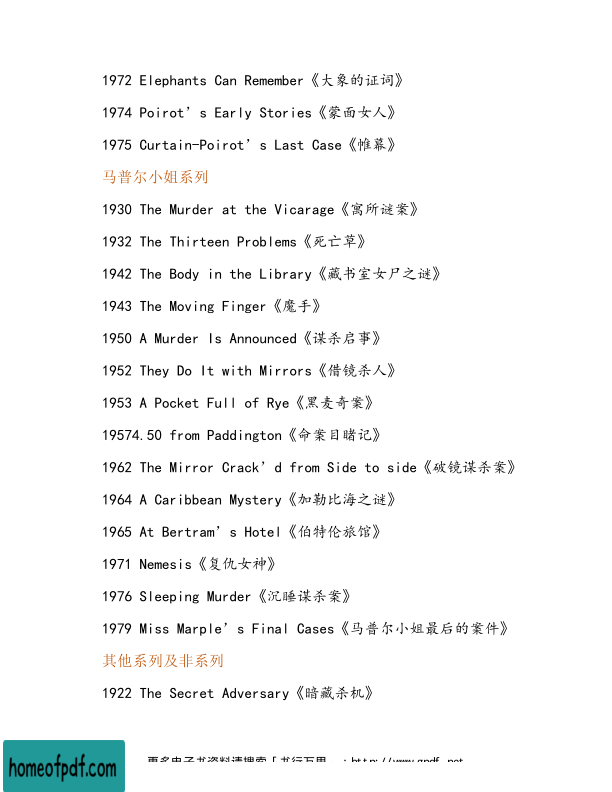 1972 Elephants Can Remember《大象的证词》
1974 Poirot’s Early Stories《蒙面女人》
1975 Curtain-Poirot’s Last Case《帷幕》
马普尔小姐系列
1930 The Murder at the Vicarage《寓所谜案》
1932 The Thirteen Problems《死亡草》
1942 The Body in the Library《藏书室女尸之谜》
1943 The Moving Finger《魔手》
1950 A Murder Is Announced《谋杀启事》
1952 They Do It with Mirrors《借镜杀人》
1953 A Pocket Full of Rye《黑麦奇案》
19574.50 from Paddington《命案目睹记》
1962 The Mirror Crack’d from Side to side《破镜谋杀案》
1964 A Caribbean Mystery《加勒比海之谜》
1965 At Bertram’s Hotel《伯特伦旅馆》
1971 Nemesis《复仇女神》
1976 Sleeping Murder《沉睡谋杀案》
1979 Miss Marple’s Final Cases《马普尔小姐最后的案件》
其他系列及非系列
1922 The Secret Adversary《暗藏杀机》
更多电子书资料请搜索「书行万里
homeofpdf.com